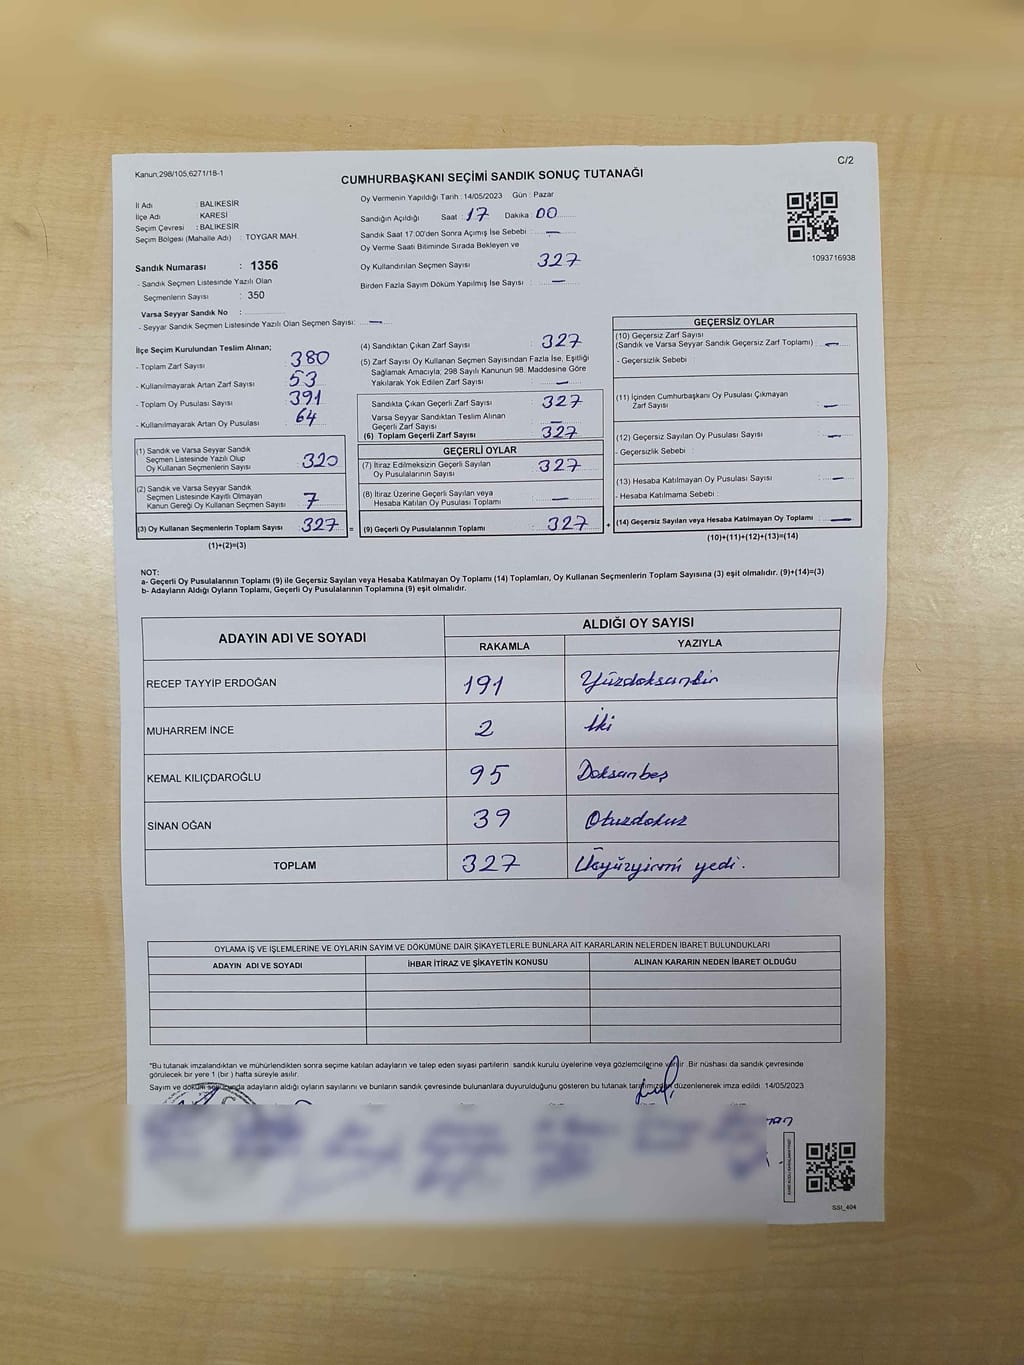 Kanun;298/105,6271/18-1
C/2
CUMHURBAŞKANI SEÇİMİ SANDIK SONUÇ TUTANAĞI
İl Adı : BALIKESİR
İlçe Adı : KARESİ
Seçim Çevresi : BALIKESİR
Seçim Bölgesi (Mahalle Adı) : TOYGAR MAH.
Sandık Numarası : 1356
- Sandık Seçmen Listesinde Yazılı Olan
Seçmenlerin Sayısı : 350
Varsa Seyyar Sandık No :
- Seyyar Sandık Seçmen Listesinde Yazılı Olan Seçmen Sayısı: —
Oy Vermenin Yapıldığı Tarih : 14/05/2023 Gün : Pazar
Sandığın Açıldığı Saat : 17 Dakika : 00
Sandık Saat 17:00'den Sonra Açımış İse Sebebi : —
Oy Verme Saati Bitiminde Sırada Bekleyen ve
Oy Kullandırılan Seçmen Sayısı : 327
Birden Fazla Sayım Döküm Yapılmış İse Sayısı : —
1093716938
İlçe Seçim Kurulundan Teslim Alınan;
- Toplam Zarf Sayısı : 380
- Kullanılmayarak Artan Zarf Sayısı : 53
- Toplam Oy Pusulası Sayısı : 391
- Kullanılmayarak Artan Oy Pusulası : 64
(1) Sandık ve Varsa Seyyar Sandık
Seçmen Listesinde Yazılı Olup
Oy Kullanan Seçmenlerin Sayısı : 320
(2) Sandık ve Varsa Seyyar Sandık
Seçmen Listesinde Kayıtlı Olmayan
Kanun Gereği Oy Kullanan Seçmen Sayısı : 7
(3) Oy Kullanan Seçmenlerin Toplam Sayısı : 327 =
(1)+(2)=(3)
(4) Sandıktan Çıkan Zarf Sayısı : 327
(5) Zarf Sayısı Oy Kullanan Seçmen Sayısından Fazla İse, Eşitliği
Sağlamak Amacıyla; 298 Sayılı Kanunun 98. Maddesine Göre
Yakılarak Yok Edilen Zarf Sayısı : —
Sandıkta Çıkan Geçerli Zarf Sayısı : 327
Varsa Seyyar Sandıktan Teslim Alınan
Geçerli Zarf Sayısı : —
(6) Toplam Geçerli Zarf Sayısı : 327
GEÇERLİ OYLAR
(7) İtiraz Edilmeksizin Geçerli Sayılan
Oy Pusulalarının Sayısı : 327
(8) İtiraz Üzerine Geçerli Sayılan veya
Hesaba Katılan Oy Pusulası Toplamı : —
(9) Geçerli Oy Pusulalarının Toplamı : 327 +
GEÇERSİZ OYLAR
(10) Geçersiz Zarf Sayısı
(Sandık ve Varsa Seyyar Sandık Geçersiz Zarf Toplamı) : —
- Geçersizlik Sebebi :
(11) İçinden Cumhurbaşkanı Oy Pusulası Çıkmayan
Zarf Sayısı : —
(12) Geçersiz Sayılan Oy Pusulası Sayısı : —
- Geçersizlik Sebebi :
(13) Hesaba Katılmayan Oy Pusulası Sayısı : —
- Hesaba Katılmama Sebebi :
(14) Geçersiz Sayılan veya Hesaba Katılmayan Oy Toplamı : —
(10)+(11)+(12)+(13)=(14)
NOT:
a- Geçerli Oy Pusulalarının Toplamı (9) ile Geçersiz Sayılan veya Hesaba Katılmayan Oy Toplamı (14) Toplamları, Oy Kullanan Seçmenlerin Toplam Sayısına (3) eşit olmalıdır. (9)+(14)=(3)
b- Adayların Aldığı Oyların Toplamı, Geçerli Oy Pusulalarının Toplamına (9) eşit olmalıdır.
ADAYIN ADI VE SOYADI
ALDIĞI OY SAYISI
RAKAMLA YAZIYLA
RECEP TAYYİP ERDOĞAN 191 Yüzdoksanbir
MUHARREM İNCE 2 İki
KEMAL KILIÇDAROĞLU 95 Doksanbeş
SİNAN OĞAN 39 Otuzdokuz
TOPLAM 327 Üçyüzyirmi yedi.
OYLAMA İŞ VE İŞLEMLERİNE VE OYLARIN SAYIM VE DÖKÜMÜNE DAİR ŞİKAYETLERLE BUNLARA AİT KARARLARIN NELERDEN İBARET BULUNDUKLARI
ADAYIN ADI VE SOYADI İHBAR İTİRAZ VE ŞİKAYETİN KONUSU ALINAN KARARIN NEDEN İBARET OLDUĞU
*Bu tutanak imzalandıktan ve mühürlendikten sonra seçime katılan adayların ve talep eden siyasi partilerin sandık kurulu üyelerine veya gözlemcilerine verilir. Bir nüshası da sandık çevresinde
görülecek bir yere 1 (bir) hafta süreyle asılır.
Sayım ve döküm sonucunda adayların aldığı oyların sayılarını ve bunların sandık çevresinde bulunanlara duyurulduğunu gösteren bu tutanak tarafımızdan düzenlenerek imza edildi. 14/05/2023
SSI_404